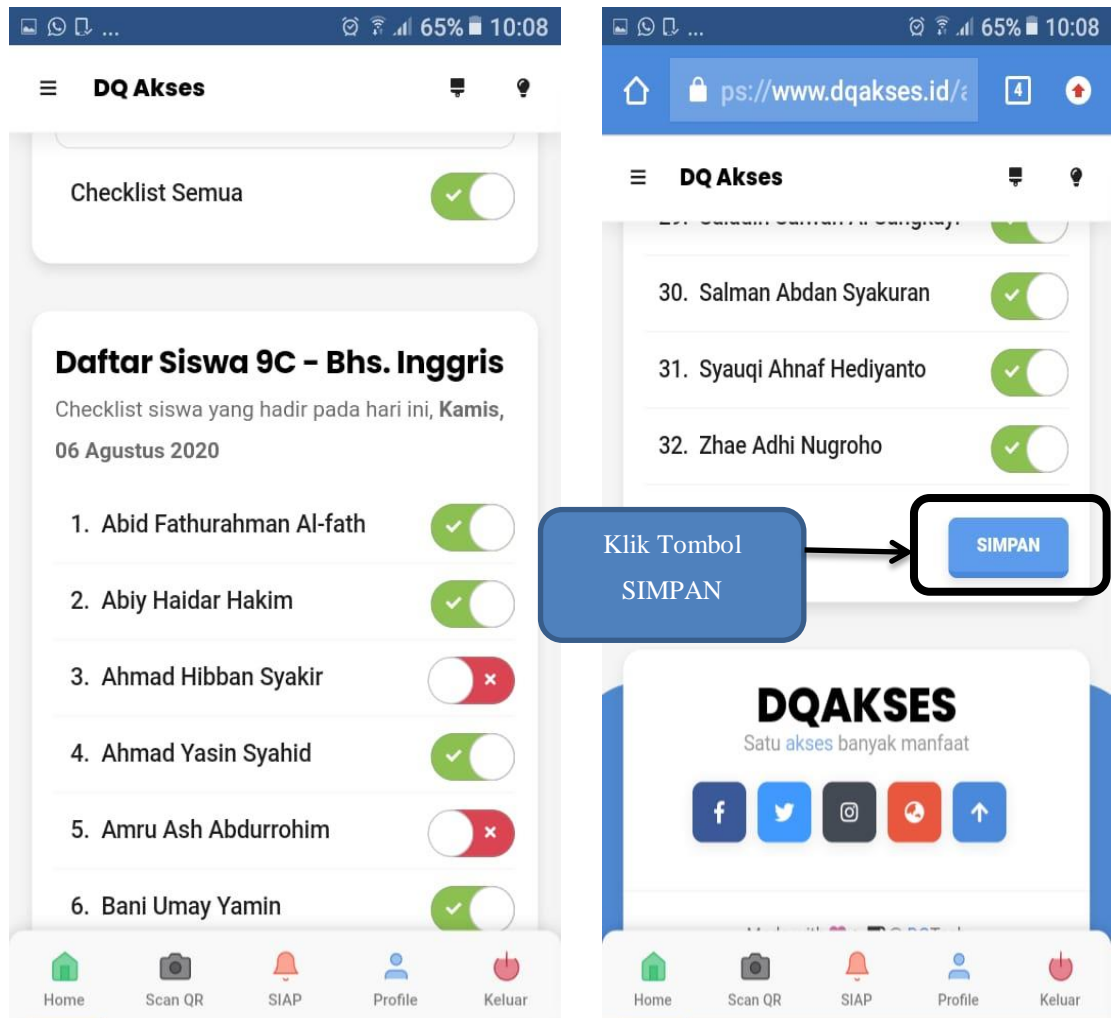 ... 65% 10:08
DQ Akses
Checklist Semua
Daftar Siswa 9C – Bhs. Inggris
Checklist siswa yang hadir pada hari ini, Kamis,
06 Agustus 2020
1. Abid Fathurahman Al-fath
2. Abiy Haidar Hakim
3. Ahmad Hibban Syakir
4. Ahmad Yasin Syahid
5. Amru Ash Abdurrohim
6. Bani Umay Yamin
Home Scan QR SIAP Profile Keluar
... 65% 10:08
ps://www.dqakses.id/a 4
DQ Akses
30. Salman Abdan Syakuran
31. Syauqi Ahnaf Hediyanto
32. Zhae Adhi Nugroho
Klik Tombol
SIMPAN
SIMPAN
DQAKSES
Satu akses banyak manfaat
Home Scan QR SIAP Profile Keluar